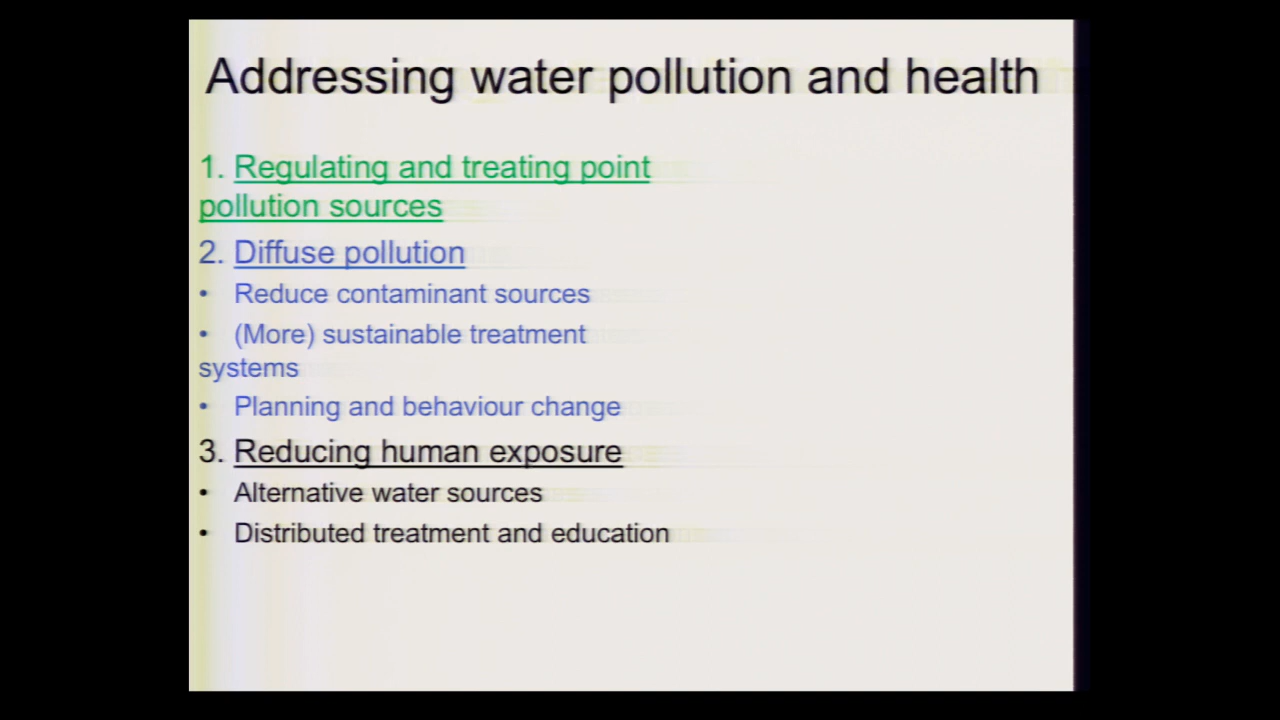 Addressing water pollution and health
1. Regulating and treating point
pollution sources
2. Diffuse pollution
• Reduce contaminant sources
• (More) sustainable treatment
systems
• Planning and behaviour change
3. Reducing human exposure
• Alternative water sources
• Distributed treatment and education